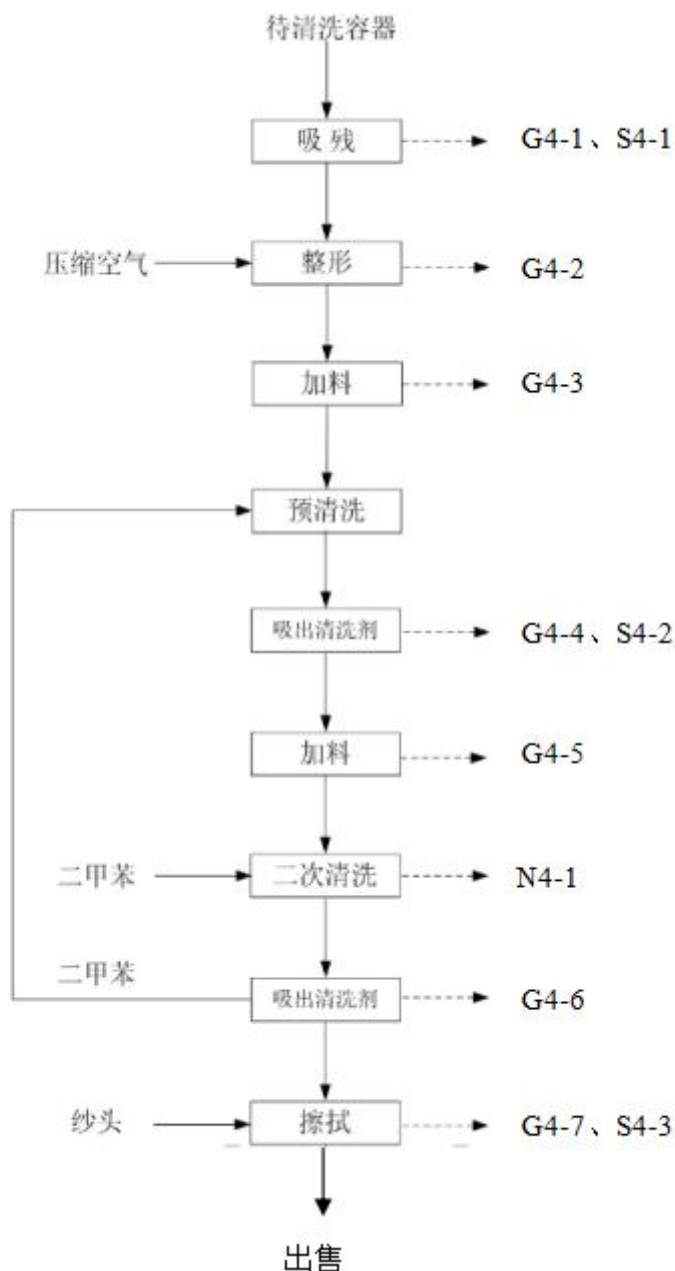 待清洗容器
吸 残
G4-1、S4-1
压缩空气
整形
G4-2
加料
G4-3
预清洗
吸出清洗剂
G4-4、S4-2
加料
G4-5
二甲苯
二次清洗
N4-1
二甲苯
吸出清洗剂
G4-6
纱头
擦拭
G4-7、S4-3
出售